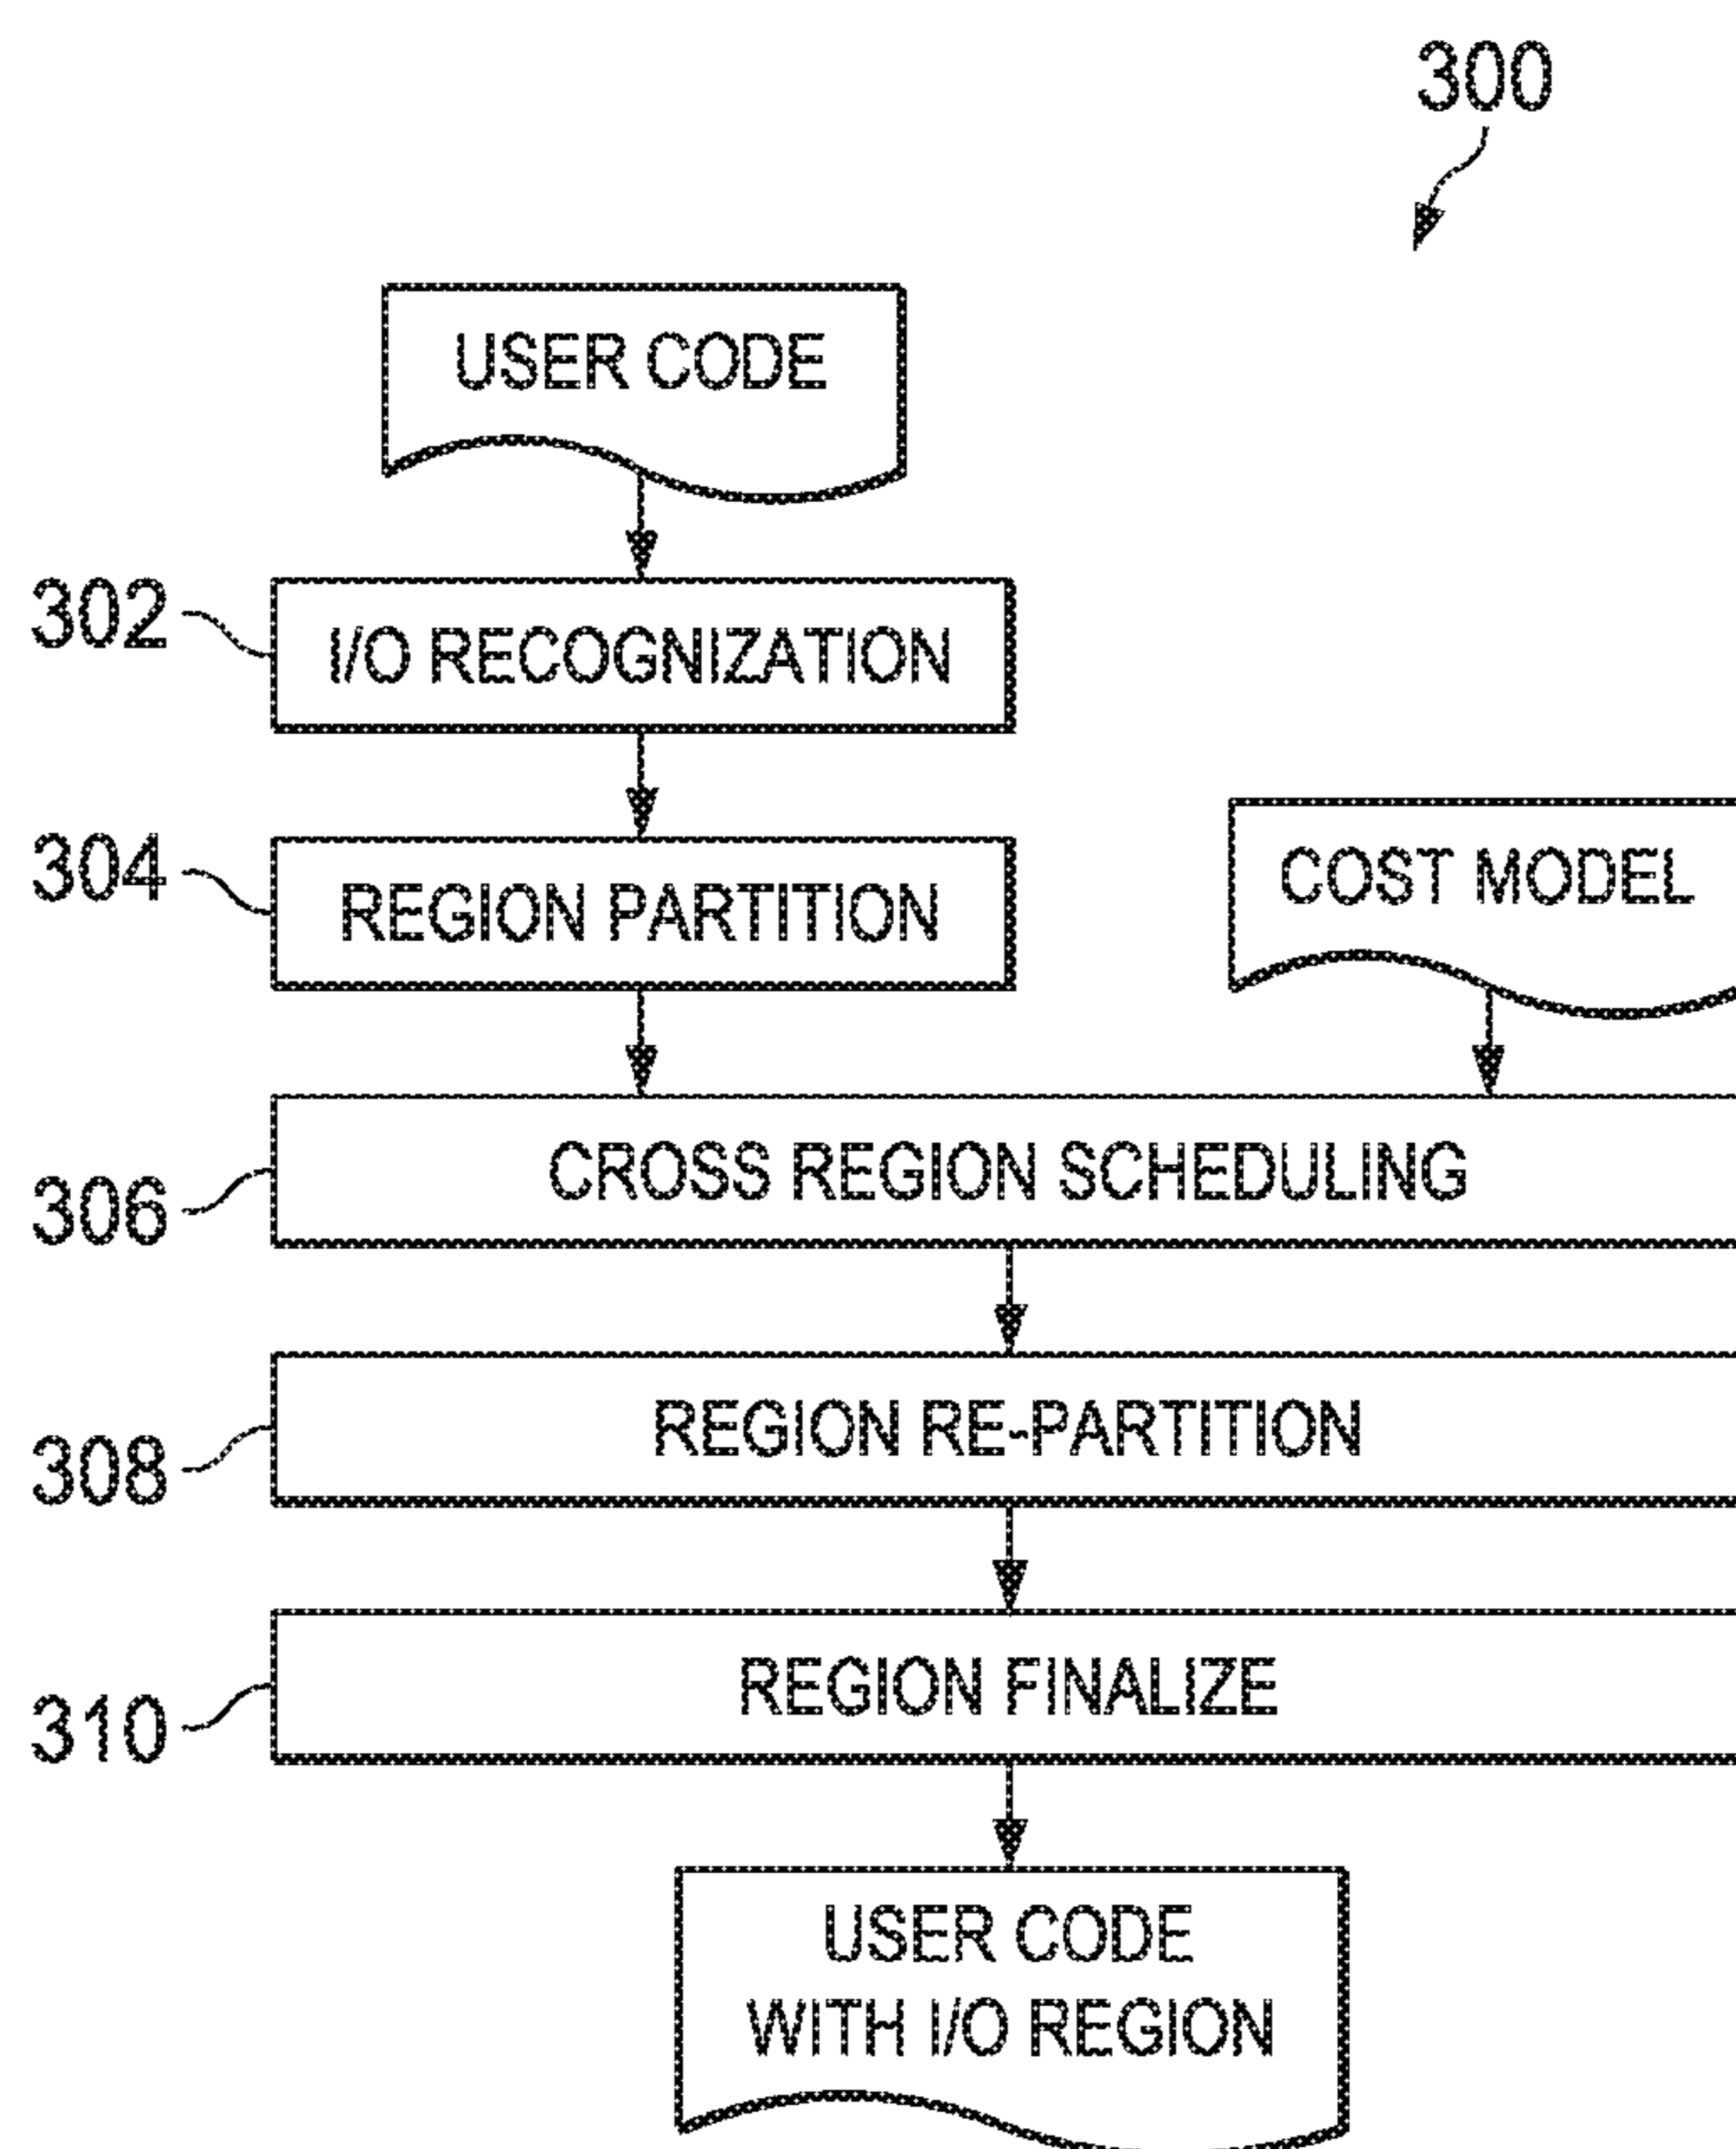 300
USER CODE
302
I/O RECOGNIZATION
304
REGION PARTITION
COST MODEL
306
CROSS REGION SCHEDULING
308
REGION RE-PARTITION
310
REGION FINALIZE
USER CODE
WITH I/O REGION